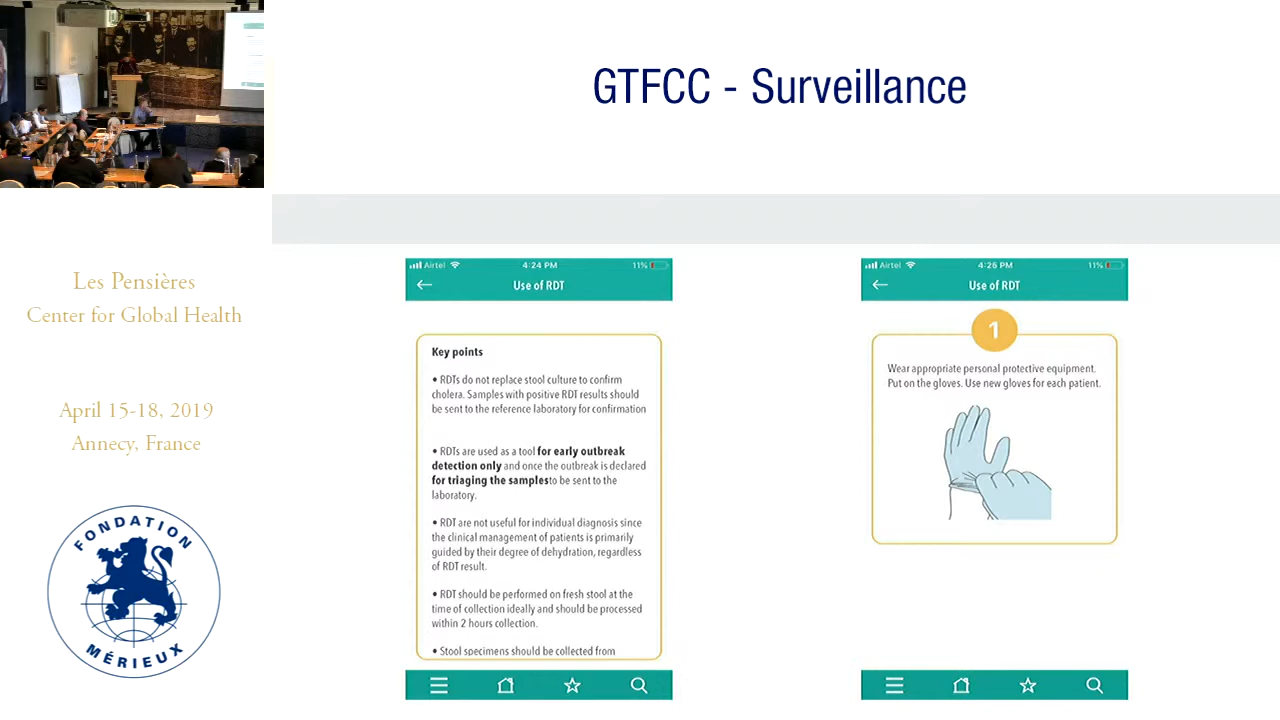 GTFCC - Surveillance
Les Pensières
Center for Global Health
April 15-18, 2019
Annecy, France
FONDATION
MÉRIEUX
Airtel 4:24 PM 11%
Use of RDT
Key points
• RDTs do not replace stool culture to confirm
cholera. Samples with positive RDT results should
be sent to the reference laboratory for confirmation
• RDTs are used as a tool for early outbreak
detection only and once the outbreak is declared
for triaging the samplesto be sent to the
laboratory.
• RDT are not useful for individual diagnosis since
the clinical management of patients is primarily
guided by their degree of dehydration, regardless
of RDT result.
• RDT should be performed on fresh stool at the
time of collection ideally and should be processed
within 2 hours collection.
• Stool specimens should be collected from
Airtel 4:26 PM 11%
Use of RDT
1
Wear appropriate personal protective equipment.
Put on the gloves. Use new gloves for each patient.